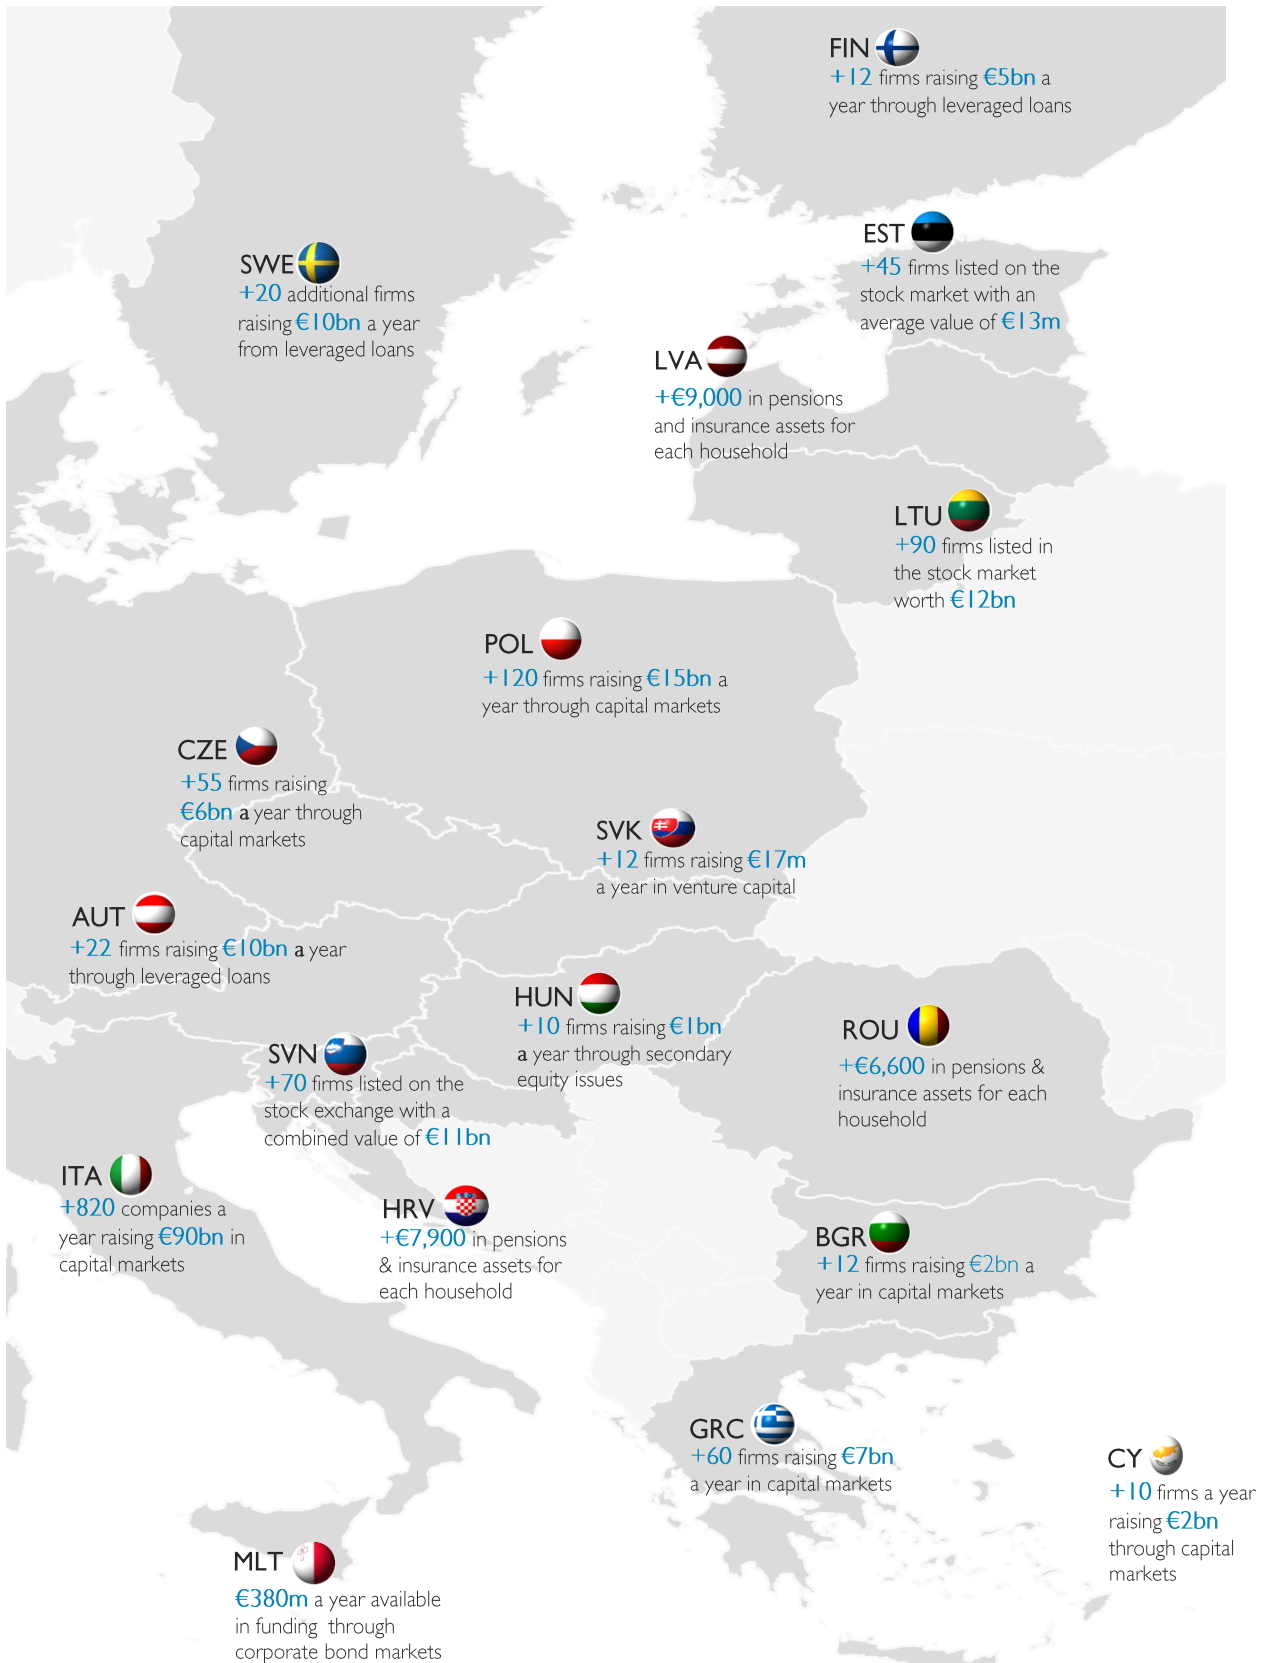 FIN
+12 firms raising €5bn a
year through leveraged loans
EST
+45 firms listed on the
stock market with an
average value of €13m
SWE
+20 additional firms
raising €10bn a year
from leveraged loans
LVA
+€9,000 in pensions
and insurance assets for
each household
LTU
+90 firms listed in
the stock market
worth €12bn
POL
+120 firms raising €15bn a
year through capital markets
CZE
+55 firms raising
€6bn a year through
capital markets
SVK
+12 firms raising €17m
a year in venture capital
AUT
+22 firms raising €10bn a year
through leveraged loans
HUN
+10 firms raising €1bn
a year through secondary
equity issues
ROU
+€6,600 in pensions &
insurance assets for each
household
SVN
+70 firms listed on the
stock exchange with a
combined value of €11bn
ITA
+820 companies a
year raising €90bn in
capital markets
HRV
+€7,900 in pensions
& insurance assets for
each household
BGR
+12 firms raising €2bn a
year in capital markets
GRC
+60 firms raising €7bn
a year in capital markets
CY
+10 firms a year
raising €2bn
through capital
markets
MLT
€380m a year available
in funding through
corporate bond markets